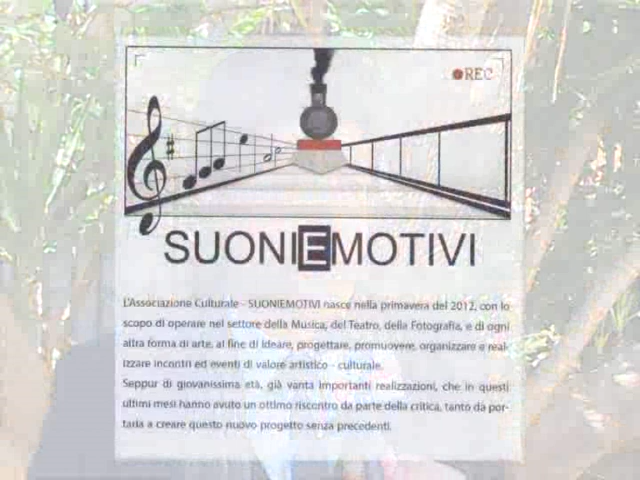 REC
SUONIEMOTIVI
L'Associazione Culturale - SUONIEMOTIVI nasce nella primavera del 2012, con lo
scopo di operare nel settore della Musica, del Teatro, della Fotografia, e di ogni
altra forma di arte, al fine di ideare, progettare, promuovere, organizzare e real-
izzare incontri ed eventi di valore artistico - culturale.
Seppur di giovanissima età, già vanta importanti realizzazioni, che in questi
ultimi mesi hanno avuto un ottimo riscontro da parte della critica, tanto da por-
tarla a creare questo nuovo progetto senza precedenti.